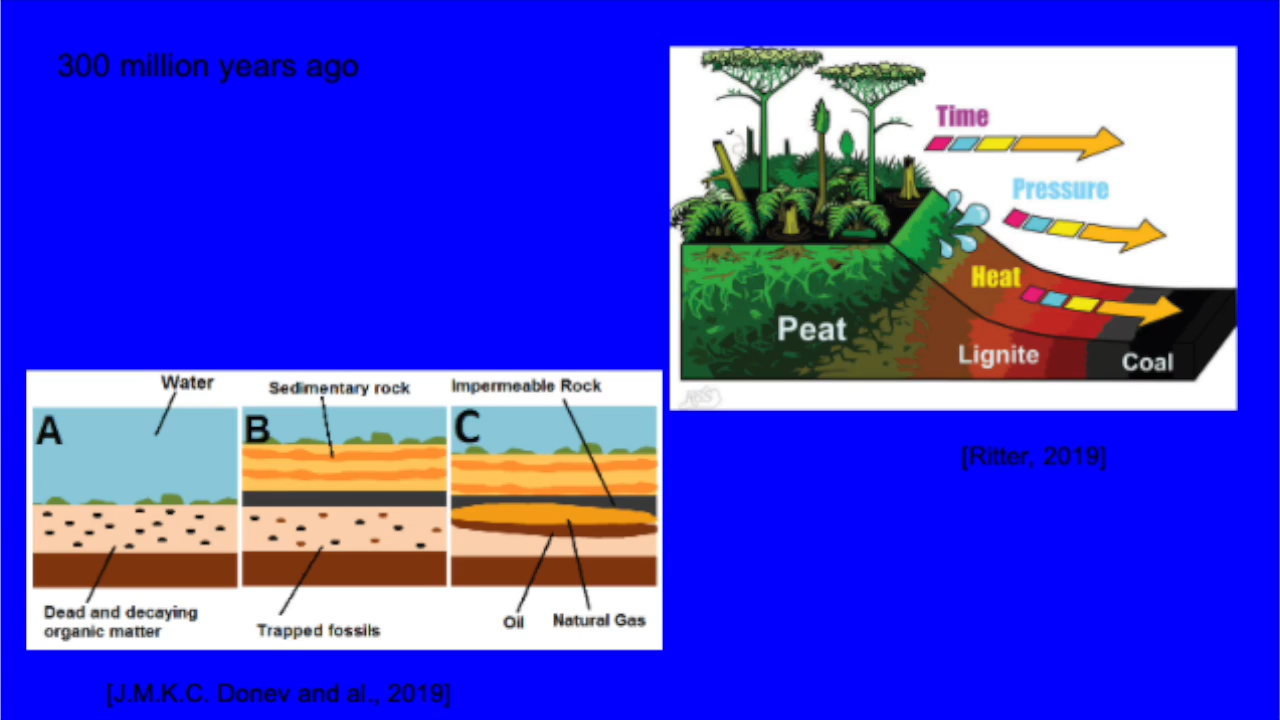 300 million years ago
Time
Pressure
Heat
Peat
Lignite
Coal
[Ritter, 2019]
Water
Sedimentary rock
Impermeable Rock
A
B
C
Dead and decaying
organic matter
Trapped fossils
Oil
Natural Gas
[J.M.K.C. Donev and al., 2019]